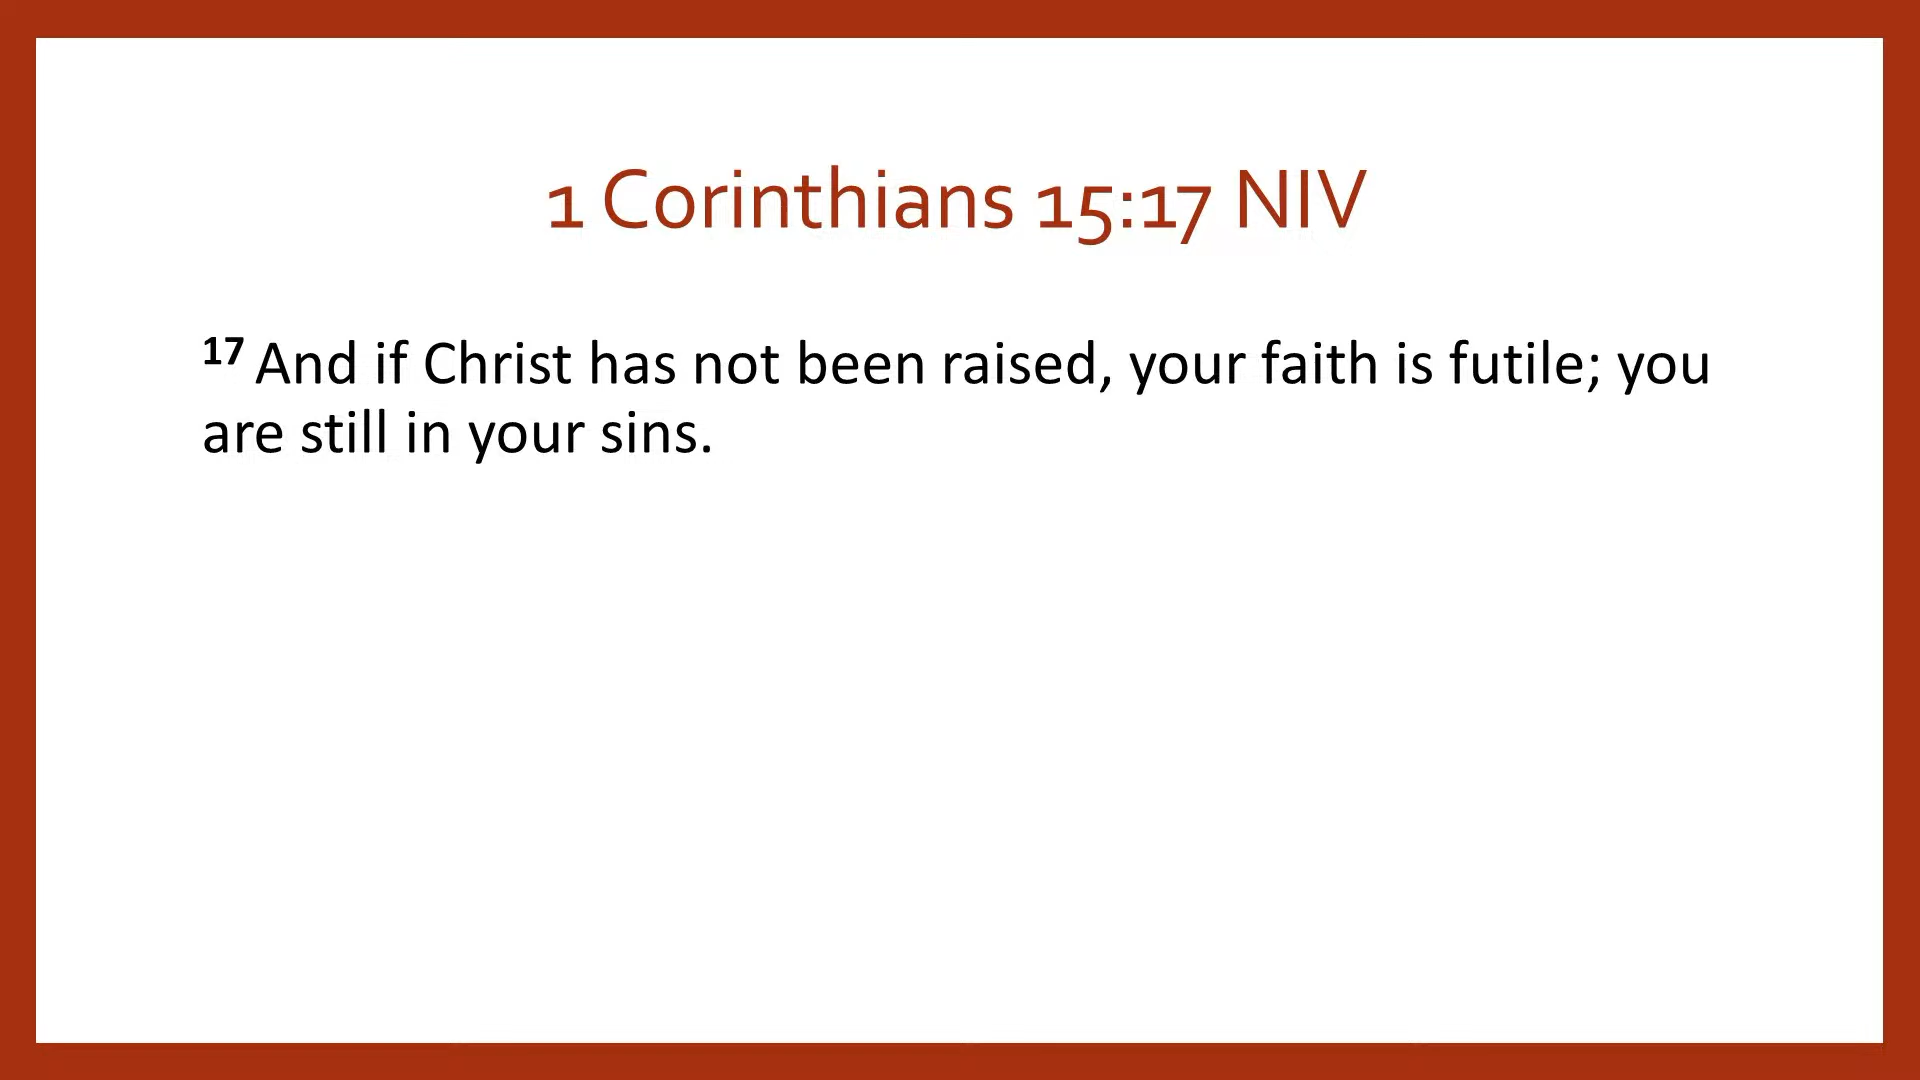 1 Corinthians 15:17 NIV
17 And if Christ has not been raised, your faith is futile; you
are still in your sins.